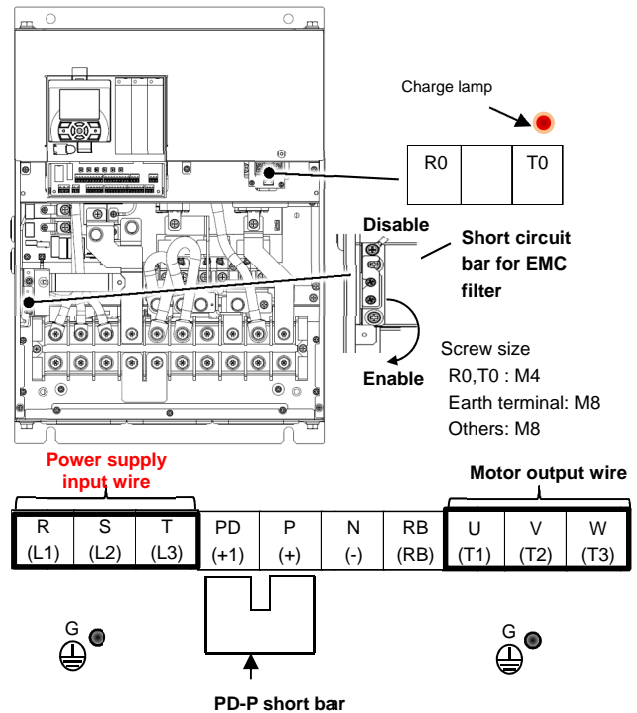 Charge lamp
R0 T0
Disable
Short circuit
bar for EMC
filter
Enable
Screw size
R0,T0 : M4
Earth terminal: M8
Others: M8
Power supply
input wire
Motor output wire
R S T PD P N RB U V W
(L1) (L2) (L3) (+1) (+) (-) (RB) (T1) (T2) (T3)
G G
PD-P short bar